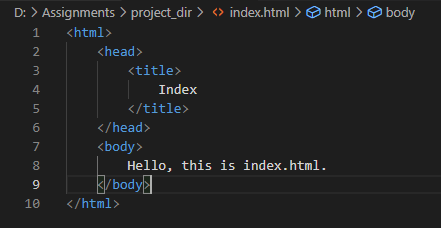 D: > Assignments > project_dir > <> index.html > html > body
1 <html>
2     <head>
3         <title>
4             Index
5         </title>
6     </head>
7     <body>
8         Hello, this is index.html.
9     </body>
10 </html>